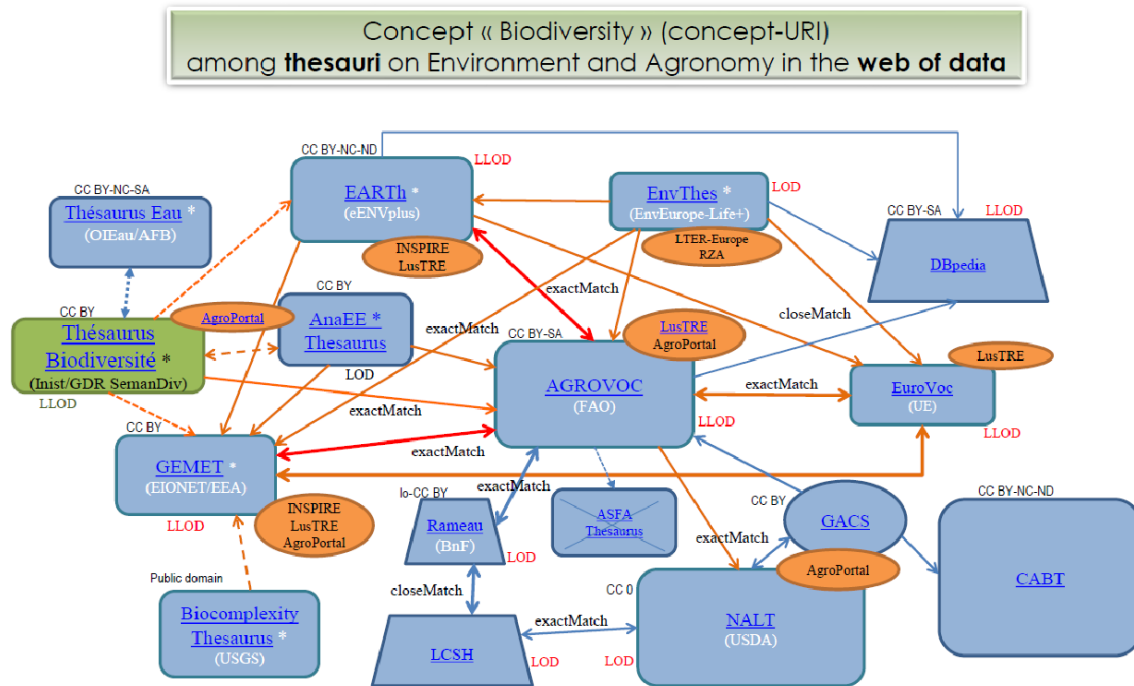 Concept « Biodiversity » (concept-URI)
among thesauri on Environment and Agronomy in the web of data
CC BY-NC-ND
LLOD
EARTh *
(eENVplus)
INSPIRE
LusTRE
EnvThes *
(EnvEurope-Life+)
LOD
ILTER-Europe
RZA
CC BY-NC-SA
Thésaurus Eau *
(OIEau/AFB)
CC BY-SA
LLOD
DBpedia
CC BY
Thésaurus
Biodiversité *
(Inist/GDR SemanDiv)
LLOD
AgroPortal
CC BY
AnaEE *
Thesaurus
LOD
exactMatch
exactMatch
closeMatch
CC BY-SA
LusTRE
AgroPortal
AGROVOC
(FAO)
LLOD
exactMatch
LusTRE
EuroVoc
(UE)
LLOD
exactMatch
CC BY
GEMET *
(EIONET/EEA)
LLOD
INSPIRE
LusTRE
AgroPortal
exactMatch
exactMatch
lo-CC BY
Rameau
(BnF)
LOD
ASFA
Thesaurus
exactMatch
CC BY
GACS
AgroPortal
CC BY-NC-ND
CABT
Public domain
Biocomplexity
Thesaurus *
(USGS)
closeMatch
LCSH
LOD
exactMatch
CC 0
NALT
(USDA)
LOD